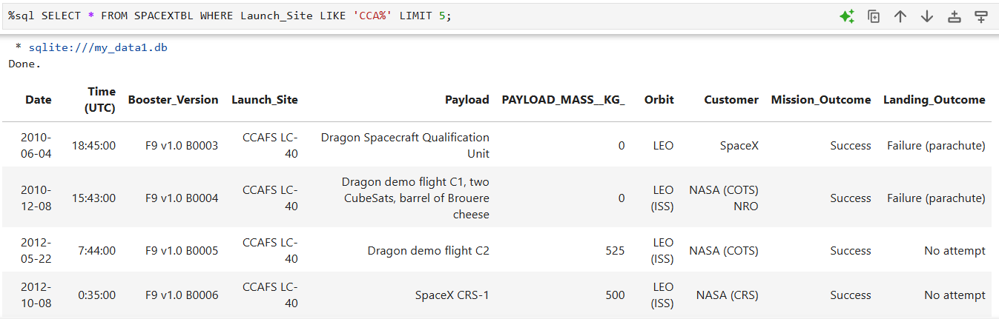 %sql SELECT * FROM SPACEXTBL WHERE Launch_Site LIKE 'CCA%' LIMIT 5;
* sqlite:///my_data1.db
Done.
Date Time (UTC) Booster_Version Launch_Site Payload PAYLOAD_MASS__KG_ Orbit Customer Mission_Outcome Landing_Outcome
2010-06-04 18:45:00 F9 v1.0 B0003 CCAFS LC-40 Dragon Spacecraft Qualification Unit 0 LEO SpaceX Success Failure (parachute)
2010-12-08 15:43:00 F9 v1.0 B0004 CCAFS LC-40 Dragon demo flight C1, two CubeSats, barrel of Brouere cheese 0 LEO (ISS) NASA (COTS) NRO Success Failure (parachute)
2012-05-22 7:44:00 F9 v1.0 B0005 CCAFS LC-40 Dragon demo flight C2 525 LEO (ISS) NASA (COTS) Success No attempt
2012-10-08 0:35:00 F9 v1.0 B0006 CCAFS LC-40 SpaceX CRS-1 500 LEO (ISS) NASA (CRS) Success No attempt